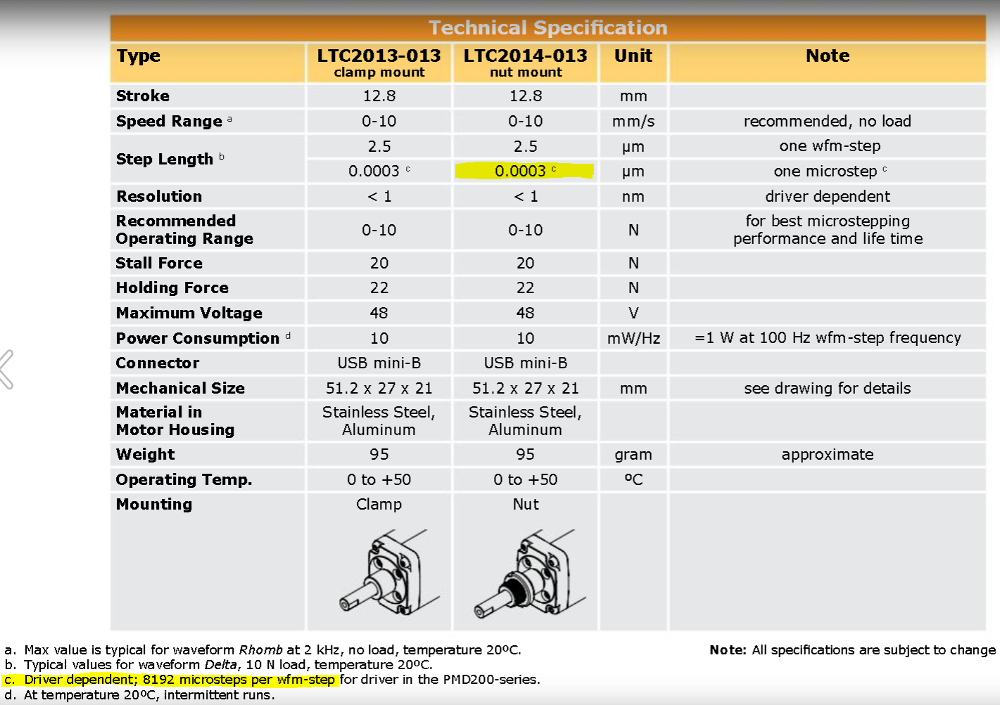 Technical Specification
Type LTC2013-013 LTC2014-013 Unit Note
clamp mount nut mount
Stroke 12.8 12.8 mm
Speed Range a 0-10 0-10 mm/s recommended, no load
Step Length b 2.5 2.5 µm one wfm-step
0.0003 c 0.0003 c µm one microstep c
Resolution < 1 < 1 nm driver dependent
Recommended Operating Range 0-10 0-10 N for best microstepping performance and life time
Stall Force 20 20 N
Holding Force 22 22 N
Maximum Voltage 48 48 V
Power Consumption d 10 10 mW/Hz =1 W at 100 Hz wfm-step frequency
Connector USB mini-B USB mini-B
Mechanical Size 51.2 x 27 x 21 51.2 x 27 x 21 mm see drawing for details
Material in Motor Housing Stainless Steel, Aluminum Stainless Steel, Aluminum
Weight 95 95 gram approximate
Operating Temp. 0 to +50 0 to +50 ºC
Mounting Clamp Nut
a. Max value is typical for waveform Rhomb at 2 kHz, no load, temperature 20ºC.
Note: All specifications are subject to change
b. Typical values for waveform Delta, 10 N load, temperature 20ºC.
c. Driver dependent; 8192 microsteps per wfm-step for driver in the PMD200-series.
d. At temperature 20ºC, intermittent runs.